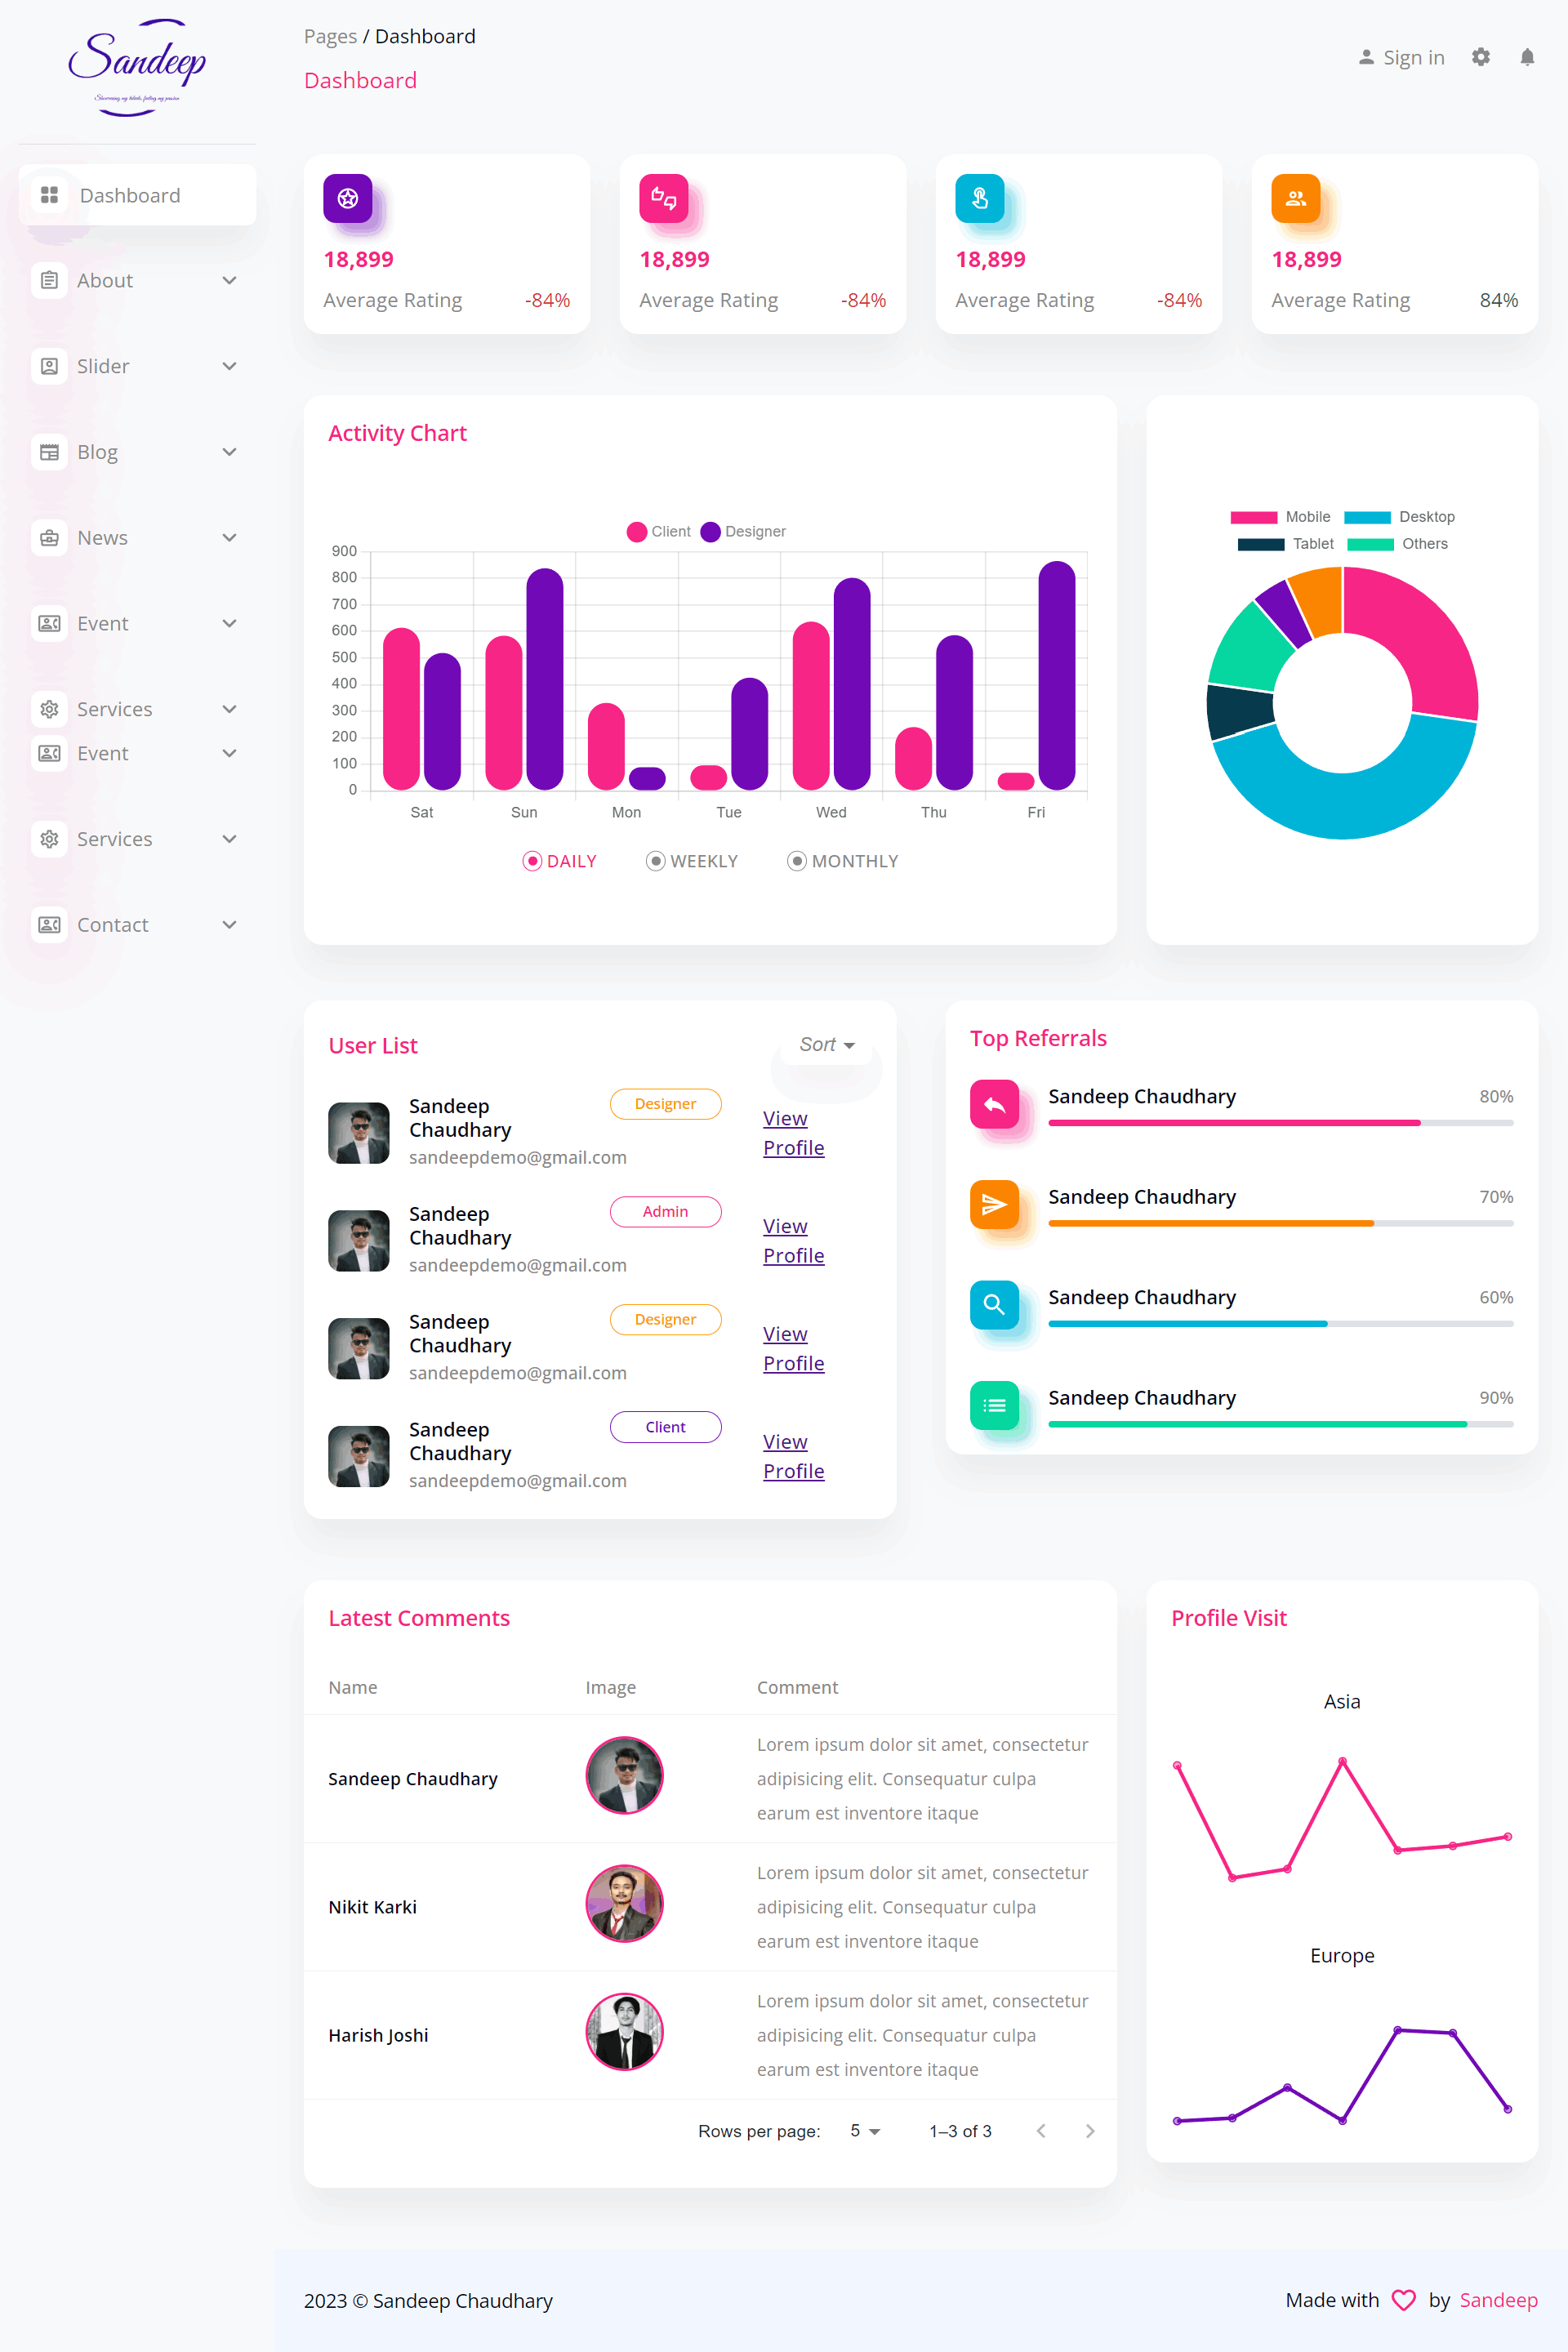 Sandeep
Pages / Dashboard
Dashboard
Sign in
Dashboard
About
Slider
Blog
News
Event
Services
Event
Services
Contact
18,899
Average Rating -84%
18,899
Average Rating -84%
18,899
Average Rating -84%
18,899
Average Rating 84%
Activity Chart
Client Designer
900
800
700
600
500
400
300
200
100
0
Sat Sun Mon Tue Wed Thu Fri
DAILY WEEKLY MONTHLY
Mobile Desktop
Tablet Others
User List
Sort
Sandeep
Chaudhary
sandeepdemo@gmail.com
Designer
View
Profile
Sandeep
Chaudhary
sandeepdemo@gmail.com
Admin
View
Profile
Sandeep
Chaudhary
sandeepdemo@gmail.com
Designer
View
Profile
Sandeep
Chaudhary
sandeepdemo@gmail.com
Client
View
Profile
Top Referrals
Sandeep Chaudhary 80%
Sandeep Chaudhary 70%
Sandeep Chaudhary 60%
Sandeep Chaudhary 90%
Latest Comments
Name Image Comment
Sandeep Chaudhary
Lorem ipsum dolor sit amet, consectetur
adipisicing elit. Consequatur culpa
earum est inventore itaque
Nikit Karki
Lorem ipsum dolor sit amet, consectetur
adipisicing elit. Consequatur culpa
earum est inventore itaque
Harish Joshi
Lorem ipsum dolor sit amet, consectetur
adipisicing elit. Consequatur culpa
earum est inventore itaque
Rows per page: 5 1–3 of 3
Profile Visit
Asia
Europe
2023 © Sandeep Chaudhary
Made with by Sandeep